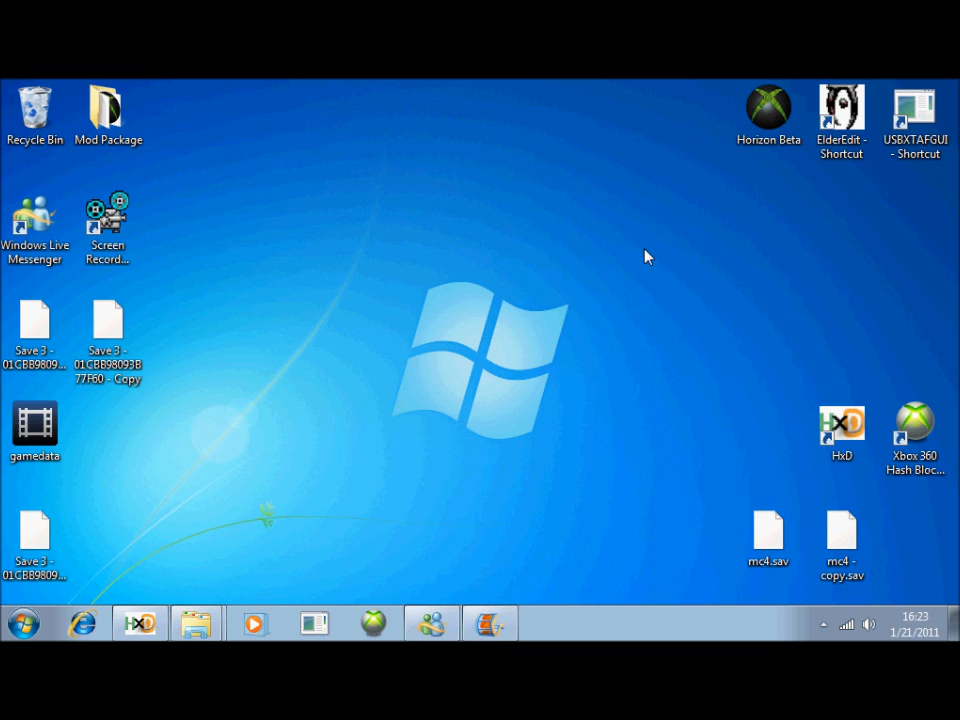 Recycle Bin
Mod Package
Horizon Beta
ElderEdit -
Shortcut
USBXTAFGUI
- Shortcut
Windows Live
Messenger
Screen
Record...
Save 3 -
01CBB9809...
Save 3 -
01CBB98093B
77F60 - Copy
gamedata
HxD
HxD
Xbox 360
Hash Bloc...
Save 3 -
01CBB9809...
mc4.sav
mc4 -
copy.sav
HxD
16:23
1/21/2011